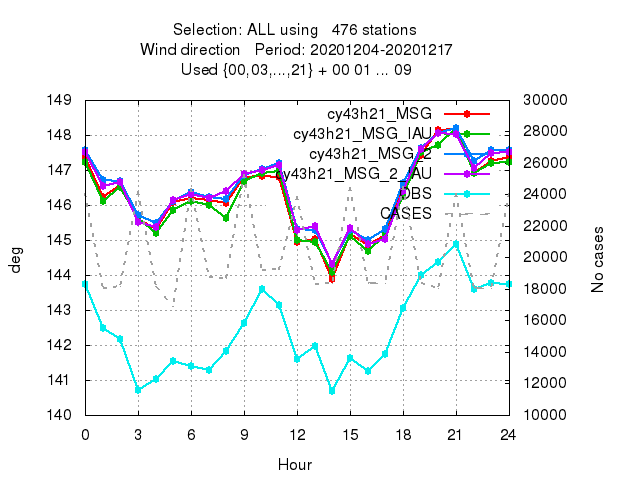 Selection: ALL using 476 stations
Wind direction Period: 20201204-20201217
Used {00,03,...,21} + 00 01 ... 09
149 30000
148 28000
147 26000
146 24000
145 22000
144 20000
143 18000
142 16000
141 14000
140 12000
10000
cy43h21_MSG
cy43h21_MSG_IAU
cy43h21_MSG_2
cy43h21_MSG_2_IAU
OBS
CASES
deg
No cases
0 3 6 9 12 15 18 21 24
Hour